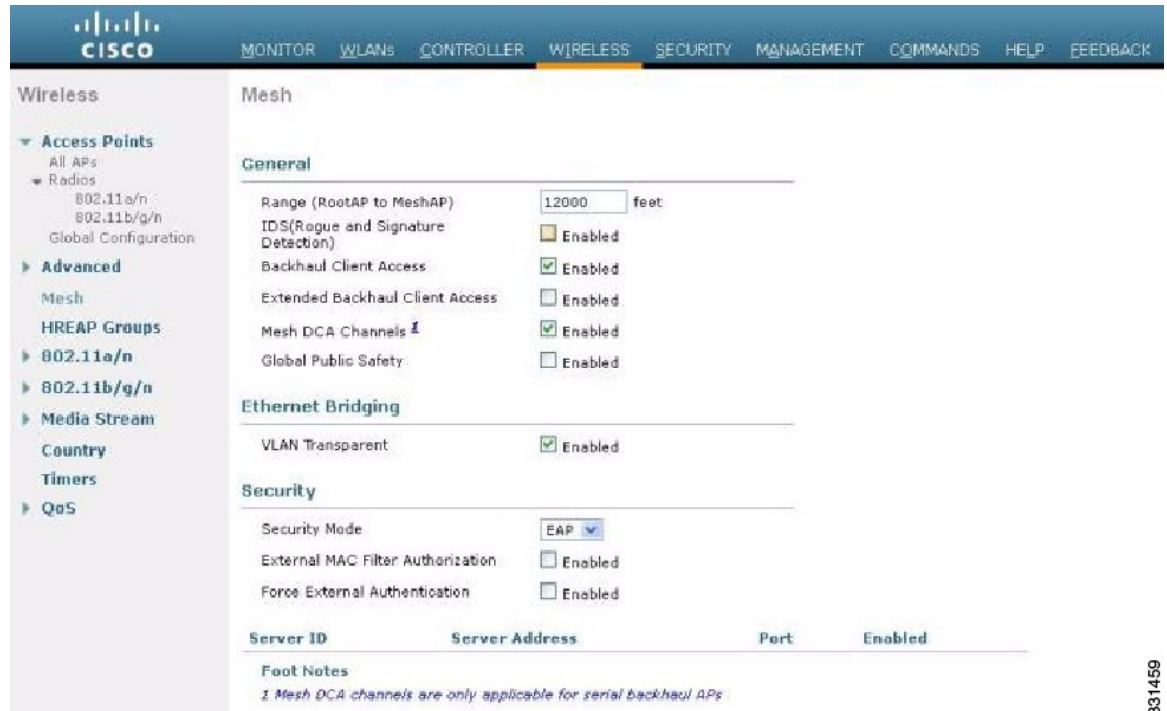 CISCO
MONITOR WLANs CONTROLLER WIRELESS SECURITY MANAGEMENT COMMANDS HELP FEEDBACK
Wireless
Access Points
All APs
Radios
802.11a/n
802.11b/g/n
Global Configuration
Advanced
Mesh
HREAP Groups
802.11a/n
802.11b/g/n
Media Stream
Country
Timers
QoS
Mesh
General
Range (RootAP to MeshAP) 12000 feet
IDS(Rogue and Signature
Detection) Enabled
Backhaul Client Access Enabled
Extended Backhaul Client Access Enabled
Mesh DCA Channels 1 Enabled
Global Public Safety Enabled
Ethernet Bridging
VLAN Transparent Enabled
Security
Security Mode EAP
External MAC Filter Authorization Enabled
Force External Authentication Enabled
Server ID Server Address Port Enabled
Foot Notes
1 Mesh DCA channels are only applicable for serial backhaul APs
331459